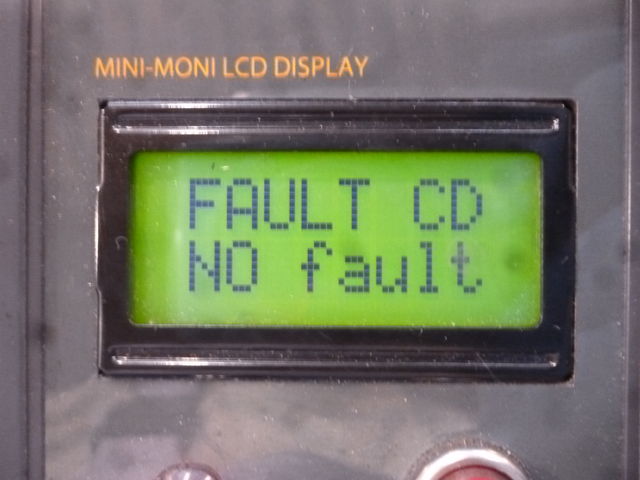 MINI-MONI LCD DISPLAY
FAULT CD
NO fault